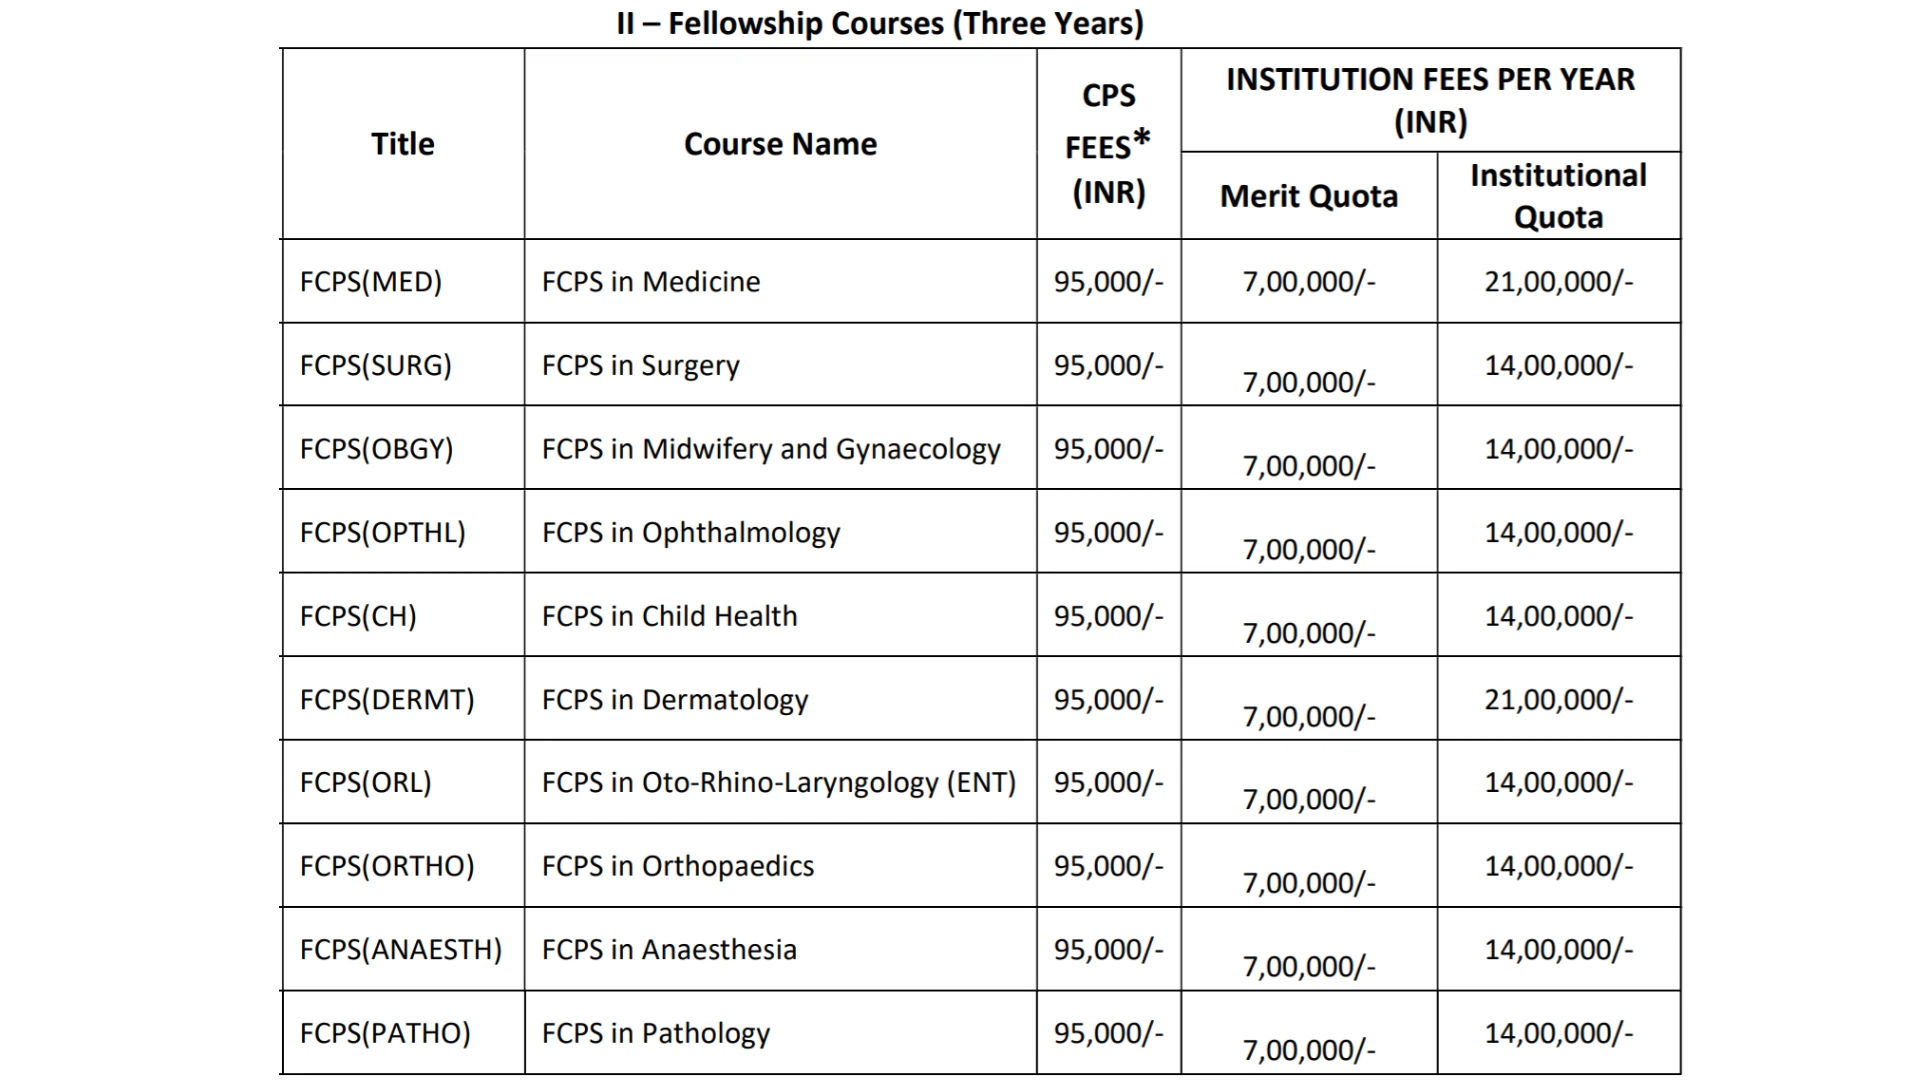 II – Fellowship Courses (Three Years)
Title
Course Name
CPS
FEES*
(INR)
INSTITUTION FEES PER YEAR
(INR)
Merit Quota
Institutional
Quota
FCPS(MED) FCPS in Medicine 95,000/- 7,00,000/- 21,00,000/-
FCPS(SURG) FCPS in Surgery 95,000/- 7,00,000/- 14,00,000/-
FCPS(OBGY) FCPS in Midwifery and Gynaecology 95,000/- 7,00,000/- 14,00,000/-
FCPS(OPTHL) FCPS in Ophthalmology 95,000/- 7,00,000/- 14,00,000/-
FCPS(CH) FCPS in Child Health 95,000/- 7,00,000/- 14,00,000/-
FCPS(DERMT) FCPS in Dermatology 95,000/- 7,00,000/- 21,00,000/-
FCPS(ORL) FCPS in Oto-Rhino-Laryngology (ENT) 95,000/- 7,00,000/- 14,00,000/-
FCPS(ORTHO) FCPS in Orthopaedics 95,000/- 7,00,000/- 14,00,000/-
FCPS(ANAESTH) FCPS in Anaesthesia 95,000/- 7,00,000/- 14,00,000/-
FCPS(PATHO) FCPS in Pathology 95,000/- 7,00,000/- 14,00,000/-